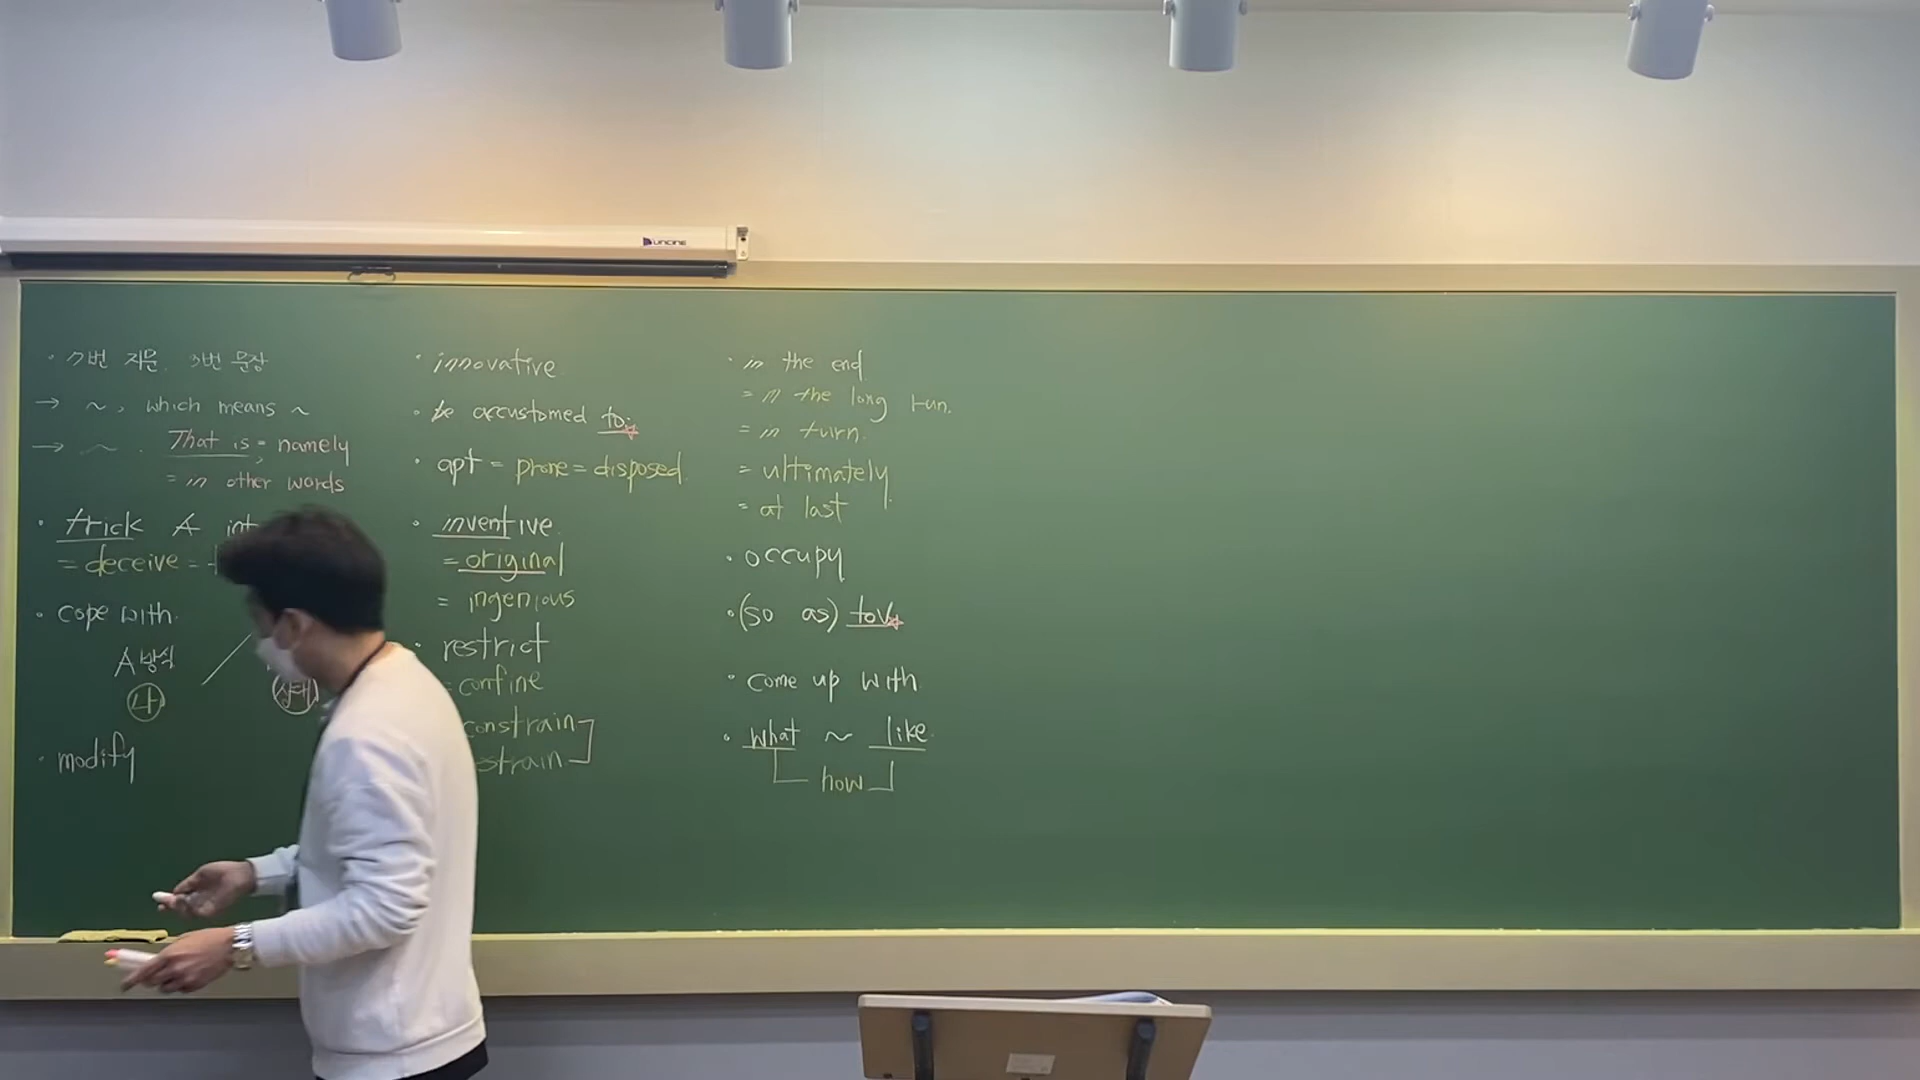 UNCINE
· 7번 지문. 3번 문장
→ ~, which means ~
→ ~. That is, = namely
= in other words
· trick A int
= deceive =
· cope with.
A방식
나
상태
· modify
· innovative.
· be accustomed to
· apt = prone = disposed
· inventive.
= original
= ingenious
· restrict
= confine
constrain
strain
· in the end
= in the long run.
= in turn.
= ultimately
= at last
· occupy
· (so as) toV
· come up with.
· what ~ like.
how